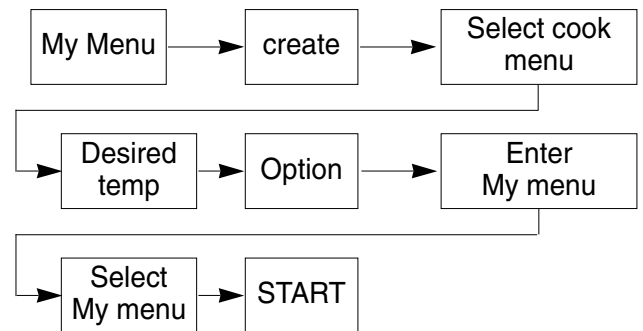 My Menu
create
Select cook
menu
Desired
temp
Option
Enter
My menu
Select
My menu
START